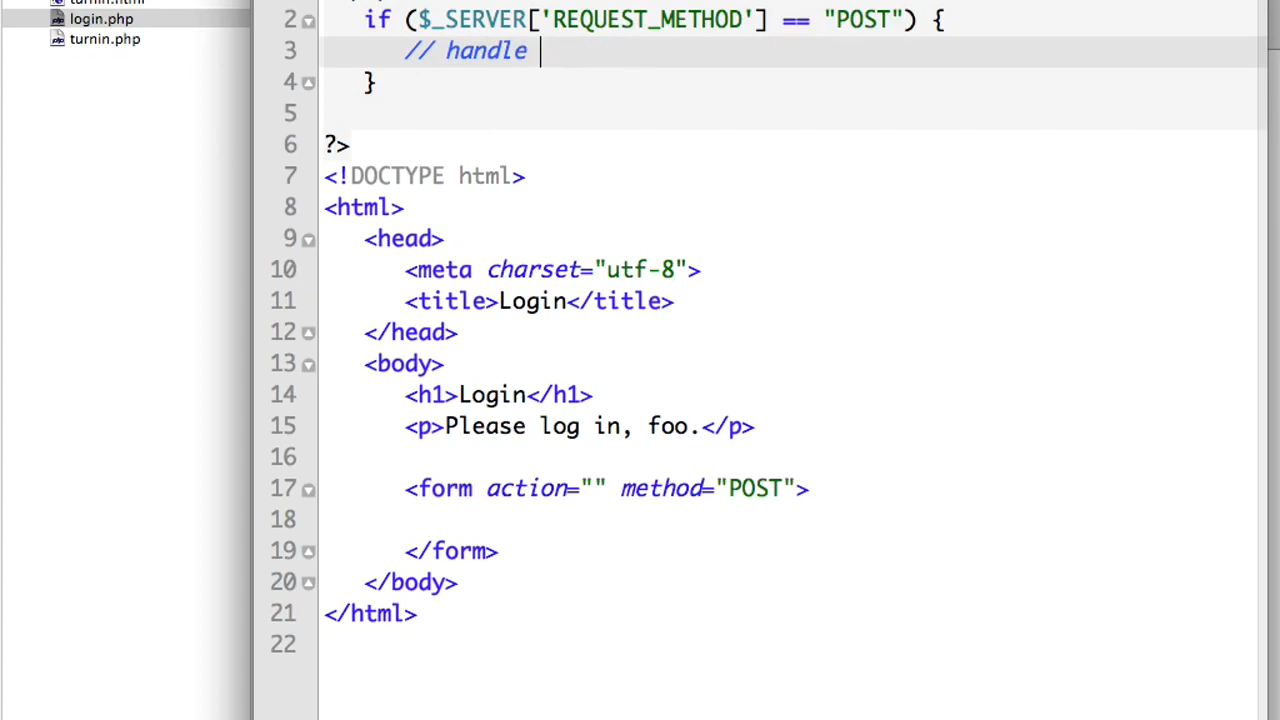 turnin.html
login.php
turnin.php
2 if ($_SERVER['REQUEST_METHOD'] == "POST") {
3 // handle
4 }
5
6 ?>
7 <!DOCTYPE html>
8 <html>
9 <head>
10 <meta charset="utf-8">
11 <title>Login</title>
12 </head>
13 <body>
14 <h1>Login</h1>
15 <p>Please log in, foo.</p>
16
17 <form action="" method="POST">
18
19 </form>
20 </body>
21 </html>
22